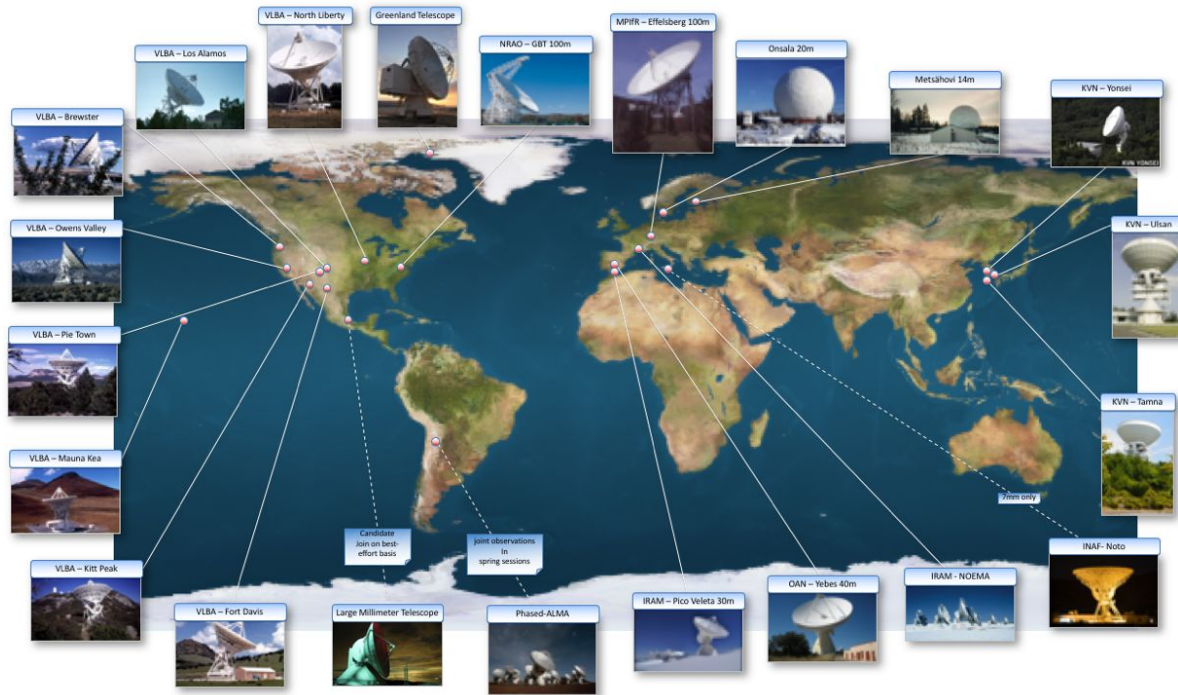 VLBA – North Liberty
Greenland Telescope
MPIfR – Effelsberg 100m
VLBA – Los Alamos
NRAO – GBT 100m
Onsala 20m
Metsähovi 14m
KVN – Yonsei
VLBA – Brewster
KVN YONSEI
VLBA – Owens Valley
KVN – Ulsan
VLBA – Pie Town
KVN – Tamna
VLBA – Mauna Kea
7mm only
Candidate
Join on best-
effort basis
joint observations
In
spring sessions
INAF- Noto
VLBA – Kitt Peak
VLBA – Fort Davis
Large Millimeter Telescope
Phased-ALMA
IRAM – Pico Veleta 30m
OAN – Yebes 40m
IRAM - NOEMA